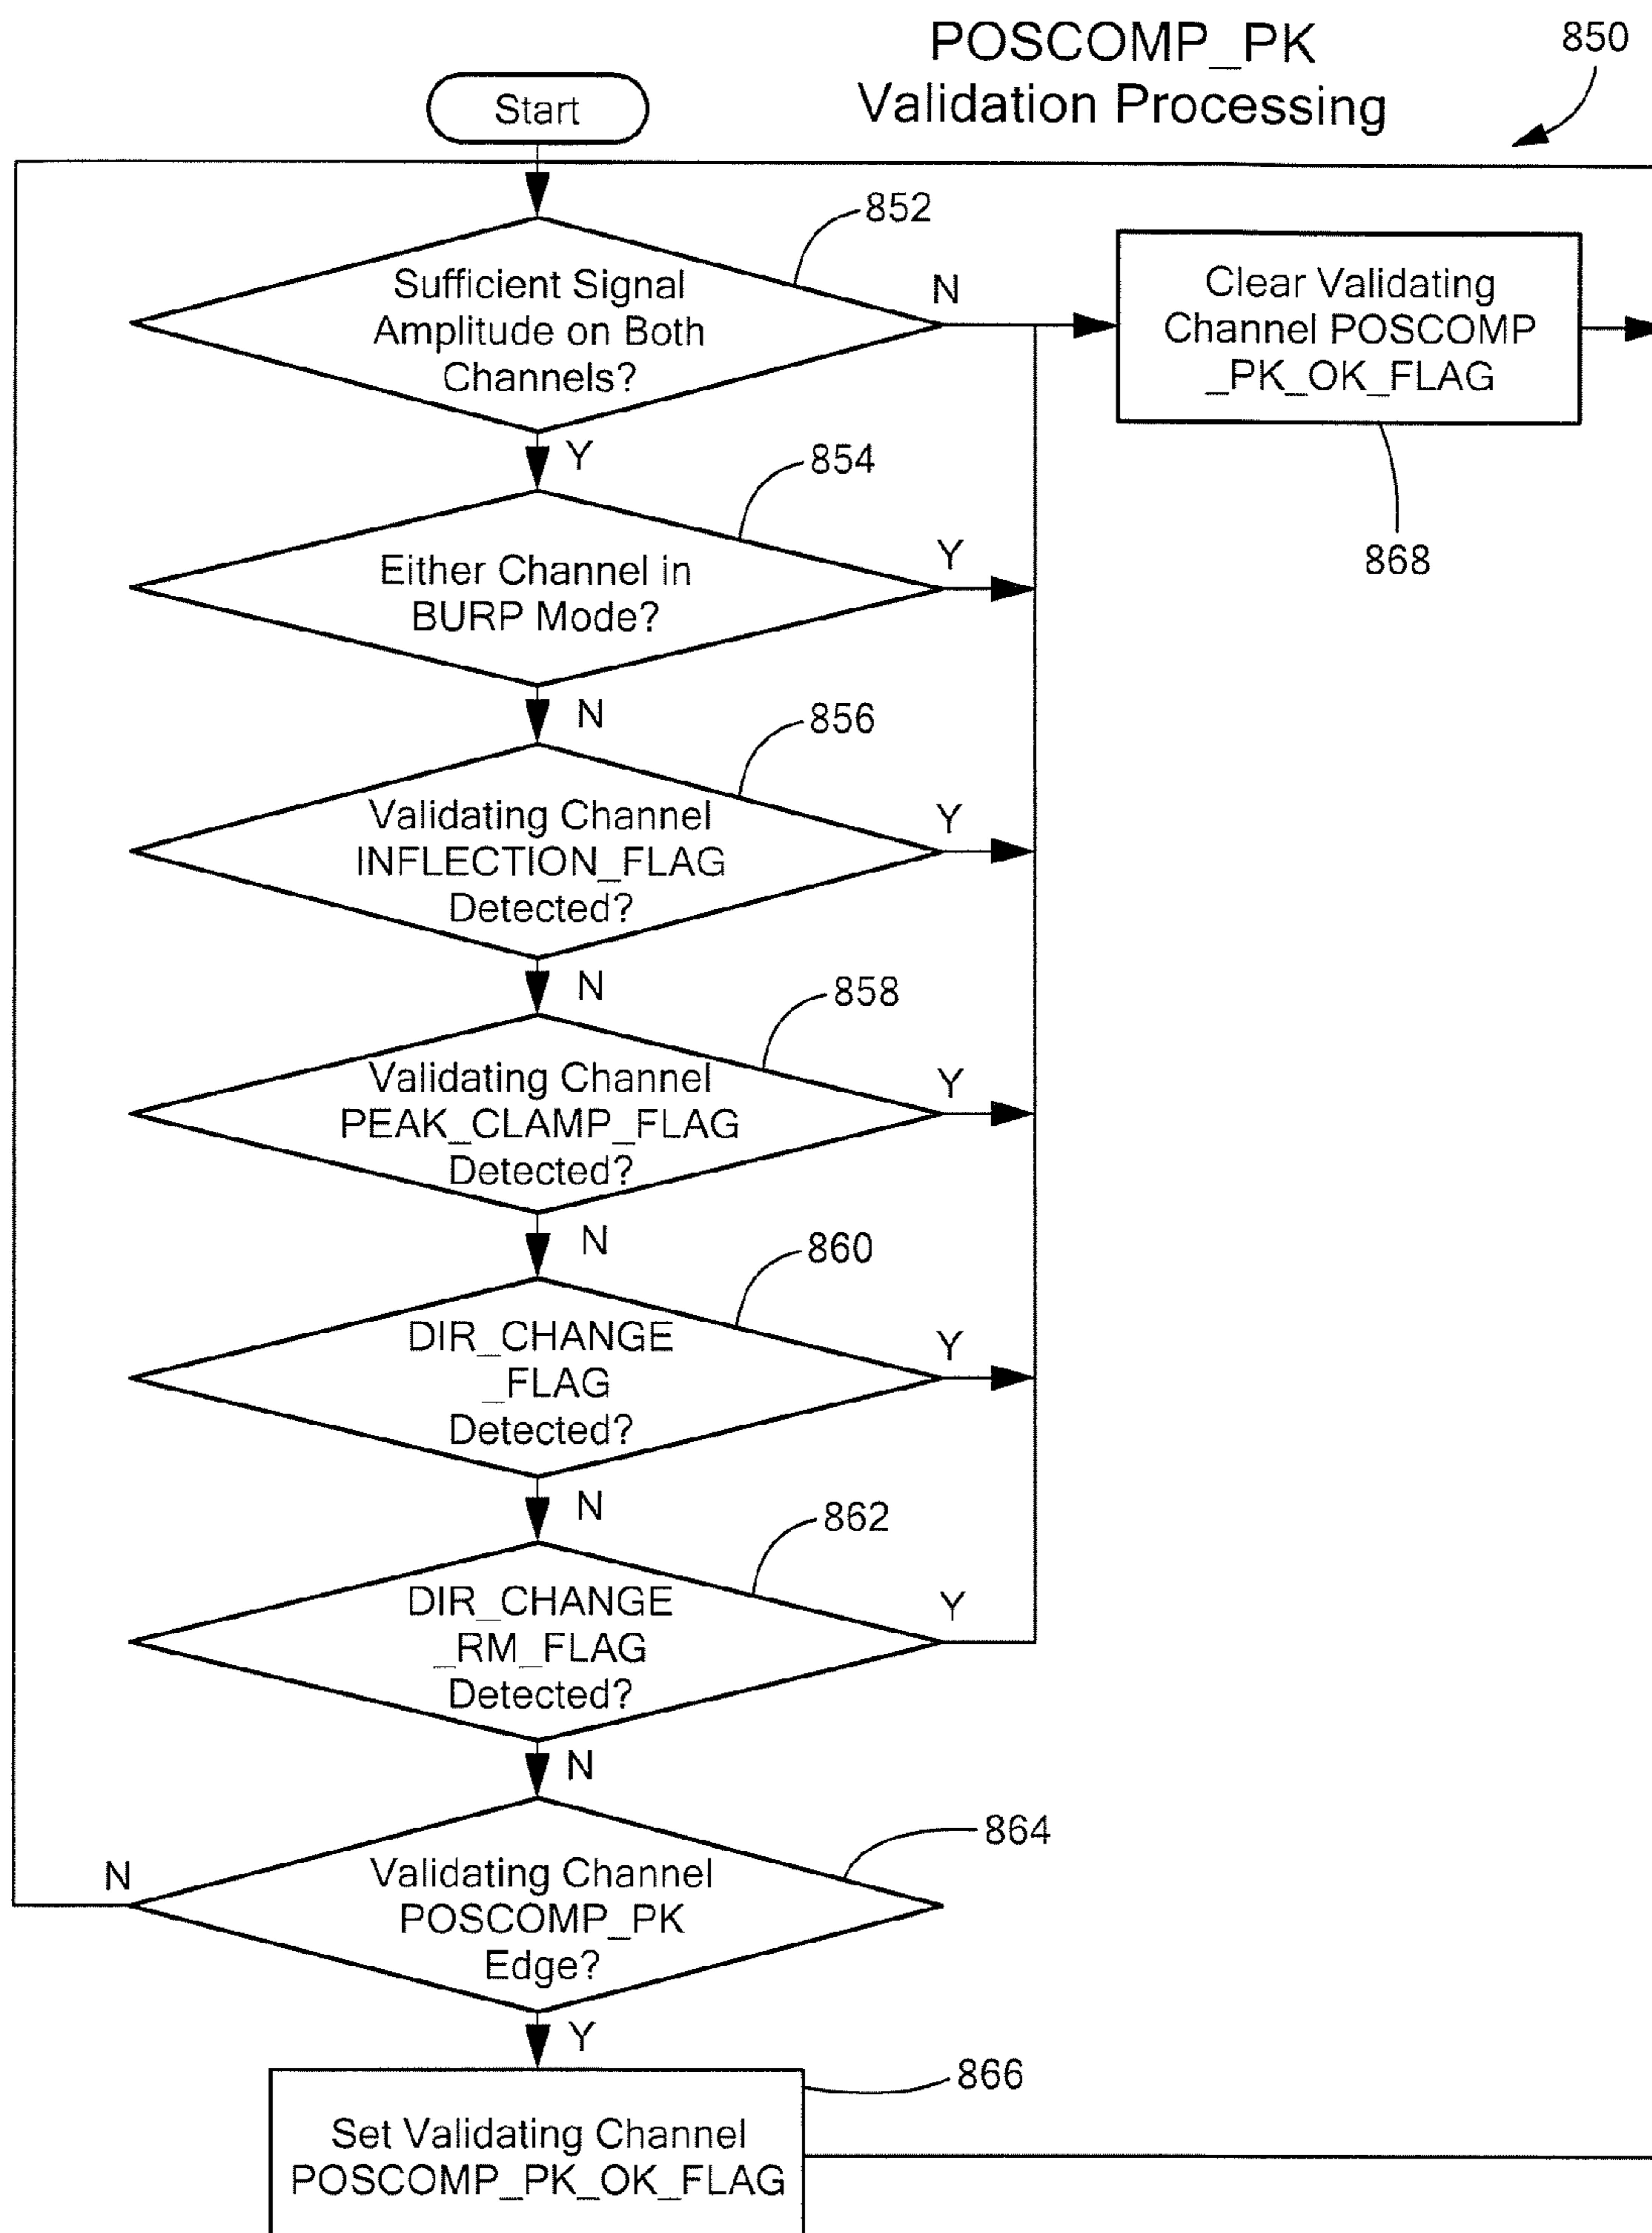 POSCOMP_PK
Validation Processing
850
Start
852
Sufficient Signal
Amplitude on Both
Channels?
N
Clear Validating
Channel POSCOMP
_PK_OK_FLAG
868
Y
854
Either Channel in
BURP Mode?
Y
N
856
Validating Channel
INFLECTION_FLAG
Detected?
Y
N
858
Validating Channel
PEAK_CLAMP_FLAG
Detected?
Y
N
860
DIR_CHANGE
_FLAG
Detected?
Y
N
862
DIR_CHANGE
_RM_FLAG
Detected?
Y
N
864
Validating Channel
POSCOMP_PK
Edge?
N
Y
866
Set Validating Channel
POSCOMP_PK_OK_FLAG